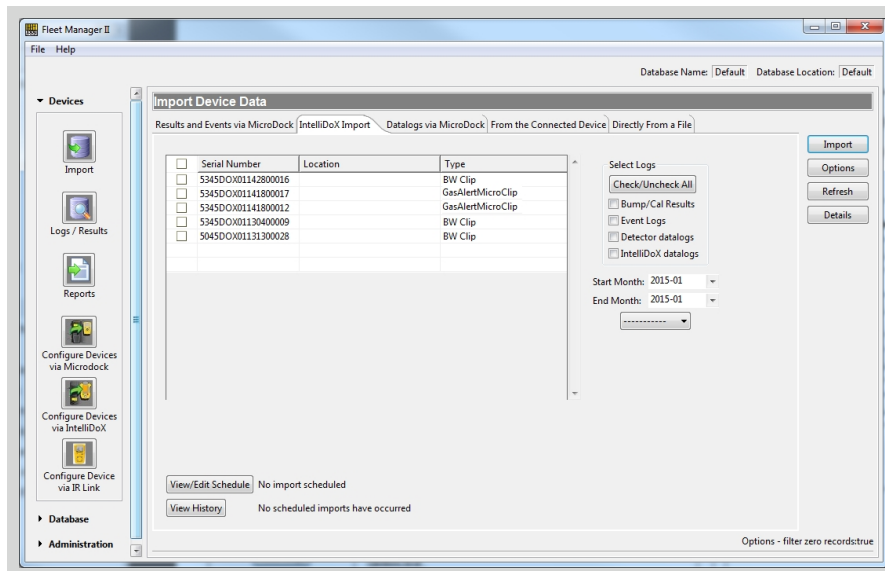 Fleet Manager II
File Help
Database Name: Default Database Location: Default
Devices
Import
Logs / Results
Reports
Configure Devices
via Microdock
Configure Devices
via IntelliDoX
Configure Device
via IR Link
Database
Administration
Import Device Data
Results and Events via MicroDock IntelliDoX Import Datalogs via MicroDock From the Connected Device Directly From a File
Serial Number Location Type
5345DOX01142800016 BW Clip
5345DOX01141800017 GasAlertMicroClip
5345DOX01141800012 GasAlertMicroClip
5345DOX01130400009 BW Clip
5045DOX01131300028 BW Clip
Select Logs
Check/Uncheck All
Bump/Cal Results
Event Logs
Detector datalogs
IntelliDoX datalogs
Start Month: 2015-01
End Month: 2015-01
-----------
Import
Options
Refresh
Details
View/Edit Schedule No import scheduled
View History No scheduled imports have occurred
Options - filter zero records:true